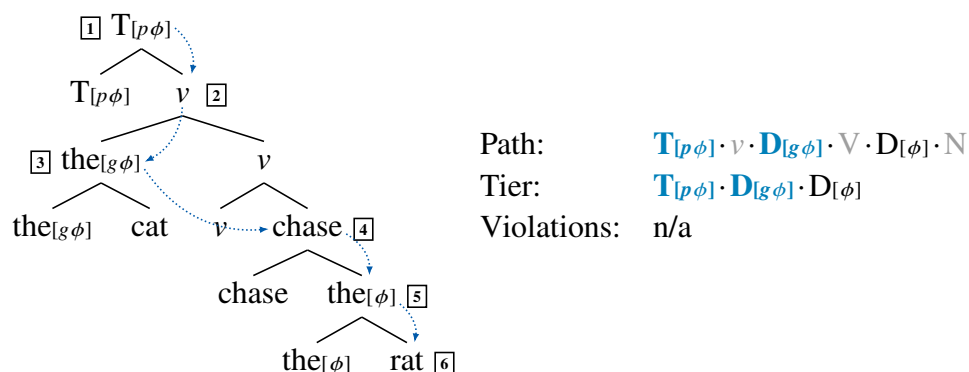 1 T[pϕ]
T[pϕ] v 2
3 the[gϕ] v
the[gϕ] cat v chase 4
chase the[ϕ] 5
the[ϕ] rat 6
Path: T[pϕ] · v · D[gϕ] · V · D[ϕ] · N
Tier: T[pϕ] · D[gϕ] · D[ϕ]
Violations: n/a